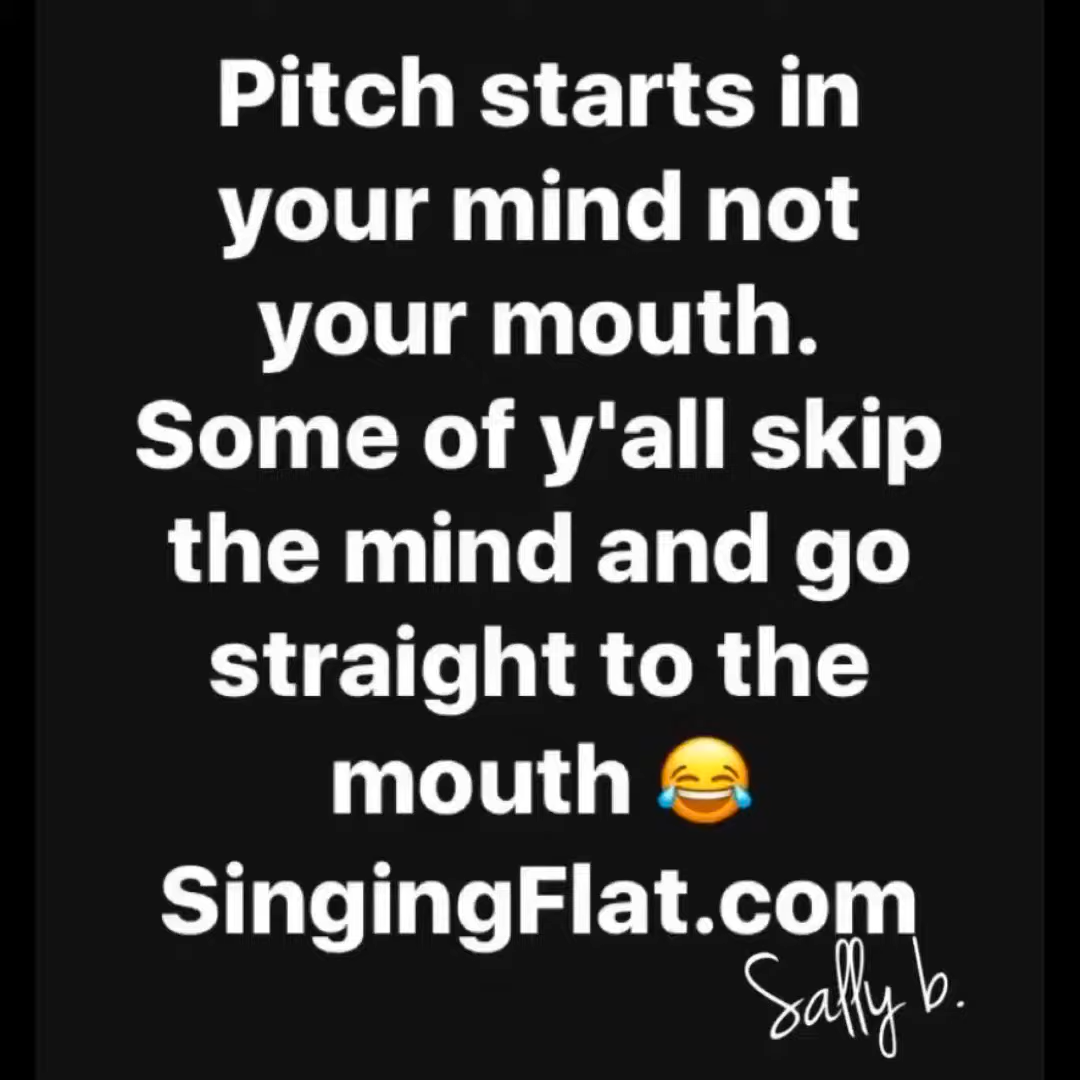 Pitch starts in
your mind not
your mouth.
Some of y'all skip
the mind and go
straight to the
mouth 😂
SingingFlat.com
Sally b.